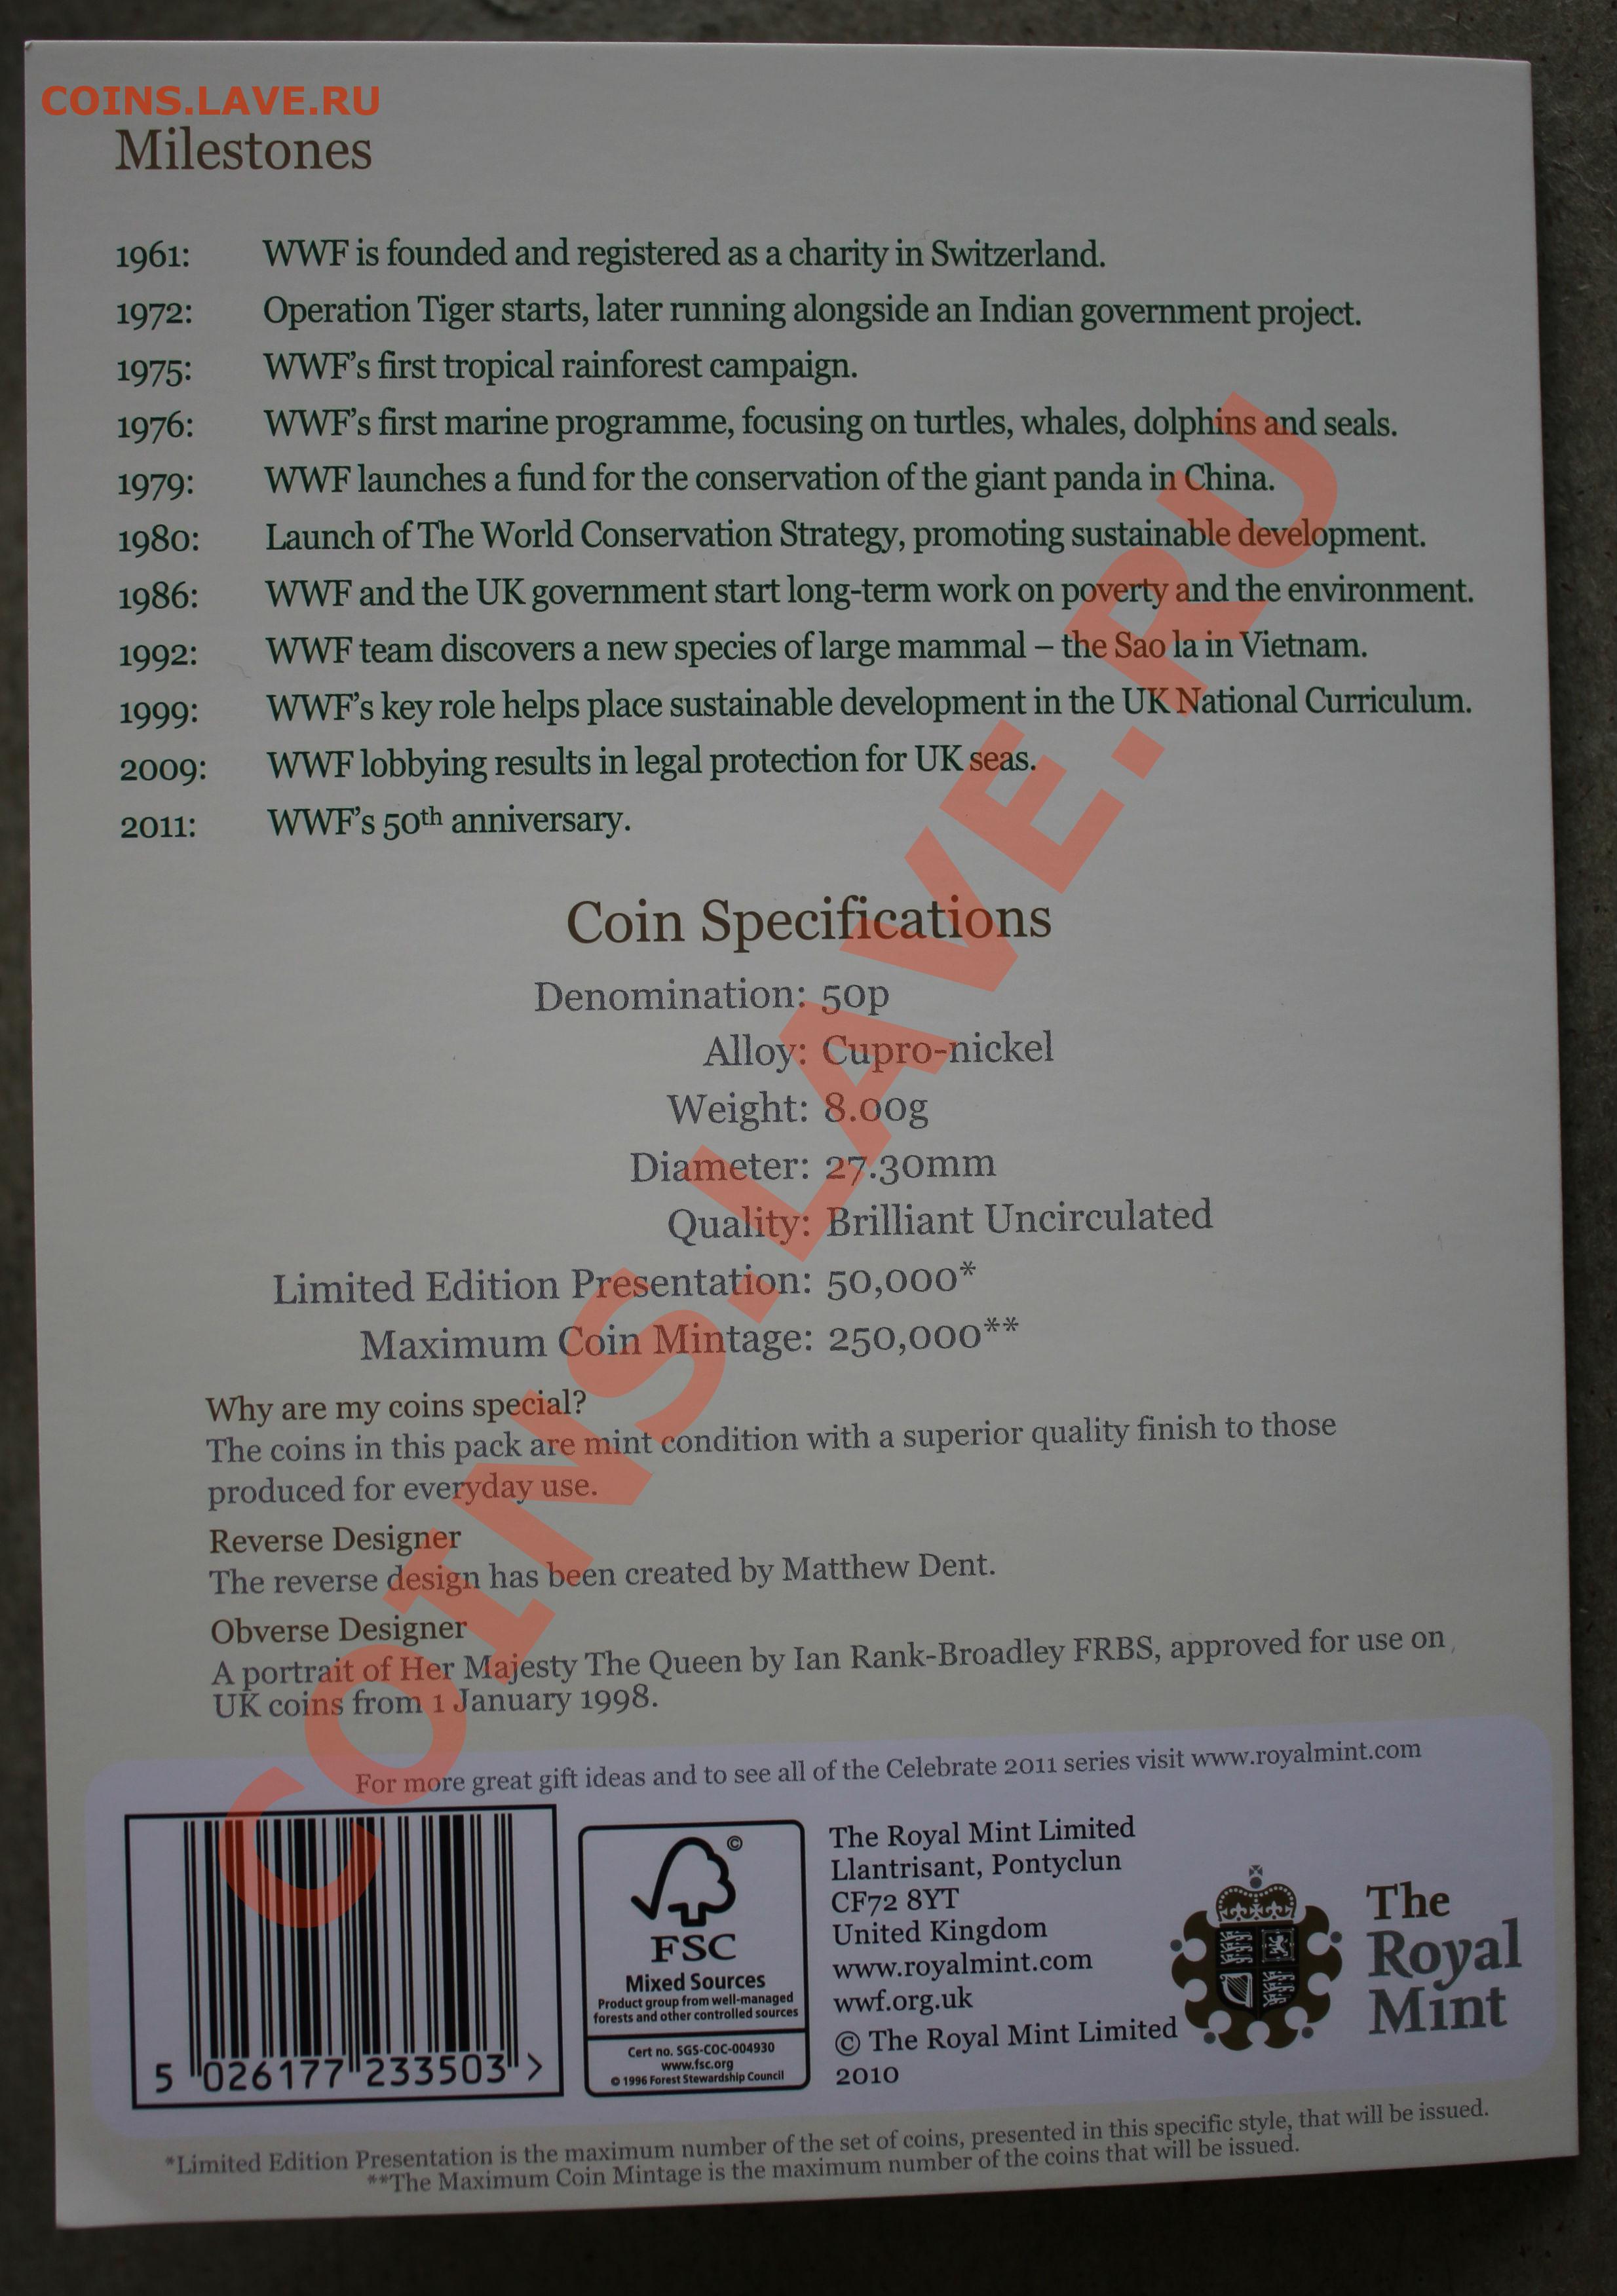 COINS.LAVE.RU
Milestones
1961: WWF is founded and registered as a charity in Switzerland.
1972: Operation Tiger starts, later running alongside an Indian government project.
1975: WWF's first tropical rainforest campaign.
1976: WWF's first marine programme, focusing on turtles, whales, dolphins and seals.
1979: WWF launches a fund for the conservation of the giant panda in China.
1980: Launch of The World Conservation Strategy, promoting sustainable development.
1986: WWF and the UK government start long-term work on poverty and the environment.
1992: WWF team discovers a new species of large mammal – the Sao la in Vietnam.
1999: WWF's key role helps place sustainable development in the UK National Curriculum.
2009: WWF lobbying results in legal protection for UK seas.
2011: WWF's 50th anniversary.
Coin Specifications
Denomination: 50p
Alloy: Cupro-nickel
Weight: 8.00g
Diameter: 27.30mm
Quality: Brilliant Uncirculated
Limited Edition Presentation: 50,000*
Maximum Coin Mintage: 250,000**
Why are my coins special?
The coins in this pack are mint condition with a superior quality finish to those
produced for everyday use.
Reverse Designer
The reverse design has been created by Matthew Dent.
Obverse Designer
A portrait of Her Majesty The Queen by Ian Rank-Broadley FRBS, approved for use on
UK coins from 1 January 1998.
COINS.LAVE.RU
For more great gift ideas and to see all of the Celebrate 2011 series visit www.royalmint.com
5 026177 233503 >
©
FSC
Mixed Sources
Product group from well-managed
forests and other controlled sources
Cert no. SGS-COC-004930
www.fsc.org
© 1996 Forest Stewardship Council
The Royal Mint Limited
Llantrisant, Pontyclun
CF72 8YT
United Kingdom
www.royalmint.com
wwf.org.uk
© The Royal Mint Limited
2010
The
Royal
Mint
*Limited Edition Presentation is the maximum number of the set of coins, presented in this specific style, that will be issued.
**The Maximum Coin Mintage is the maximum number of the coins that will be issued.